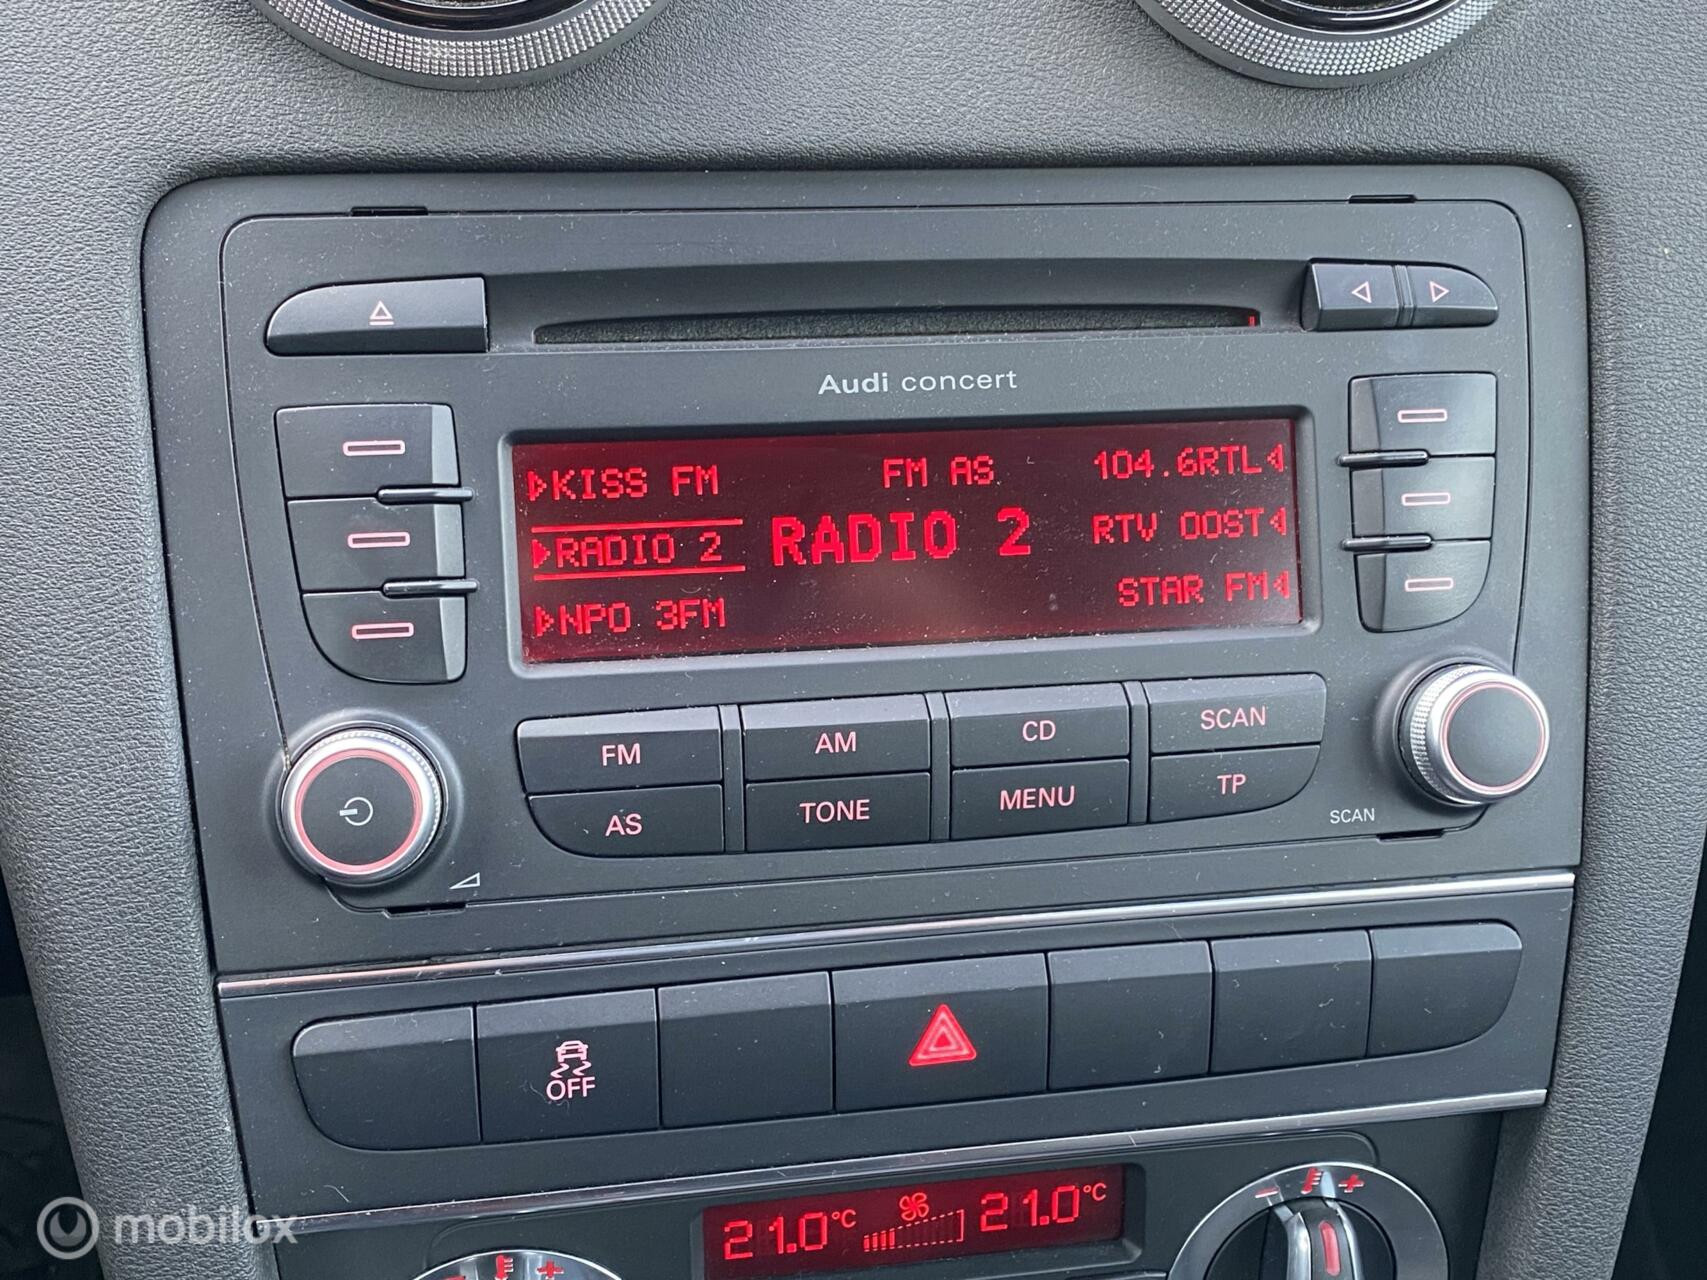 Audi concert
KISS FM
FM AS
104.6RTL
RADIO 2
RADIO 2
RTV OOST
NPO 3FM
STAR FM
FM
AM
CD
SCAN
AS
TONE
MENU
TP
SCAN
OFF
21.0°C
21.0°C
mobilox